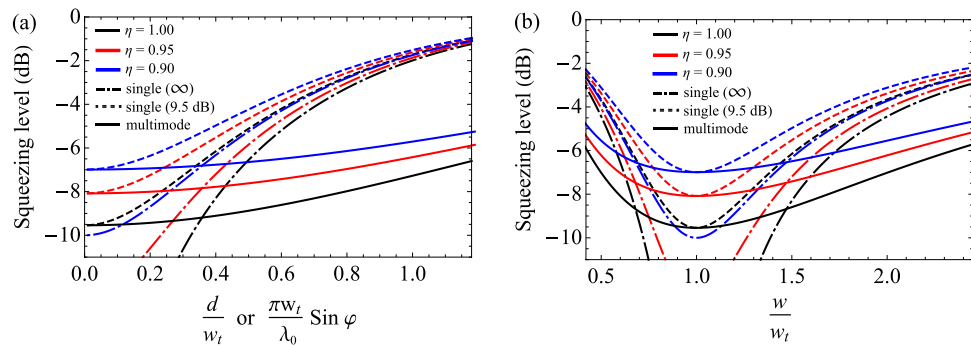 (a)
Squeezing level (dB)
0
−2
−4
−6
−8
−10
η = 1.00
η = 0.95
η = 0.90
single (∞)
single (9.5 dB)
multimode
0.0 0.2 0.4 0.6 0.8 1.0
d/w_t or πw_t/λ_0 Sin φ
(b)
Squeezing level (dB)
0
−2
−4
−6
−8
−10
η = 1.00
η = 0.95
η = 0.90
single (∞)
single (9.5 dB)
multimode
0.5 1.0 1.5 2.0
w/w_t